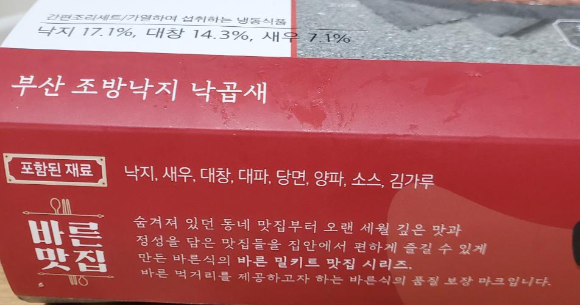 간편조리세트/가열하여 섭취하는 냉동식품
낙지 17.1%, 대창 14.3%, 새우 7.1%
부산 조방낙지 낙곱새
포함된 재료
낙지, 새우, 대창, 대파, 당면, 양파, 소스, 김가루
바른
맛집
숨겨져 있던 동네 맛집부터 오랜 세월 깊은 맛과
정성을 담은 맛집들을 집안에서 편하게 즐길 수 있게
만든 바른식의 바른 밀키트 맛집 시리즈.
바른 먹거리를 제공하고자 하는 바른식의 품질 보장 마크입니다.